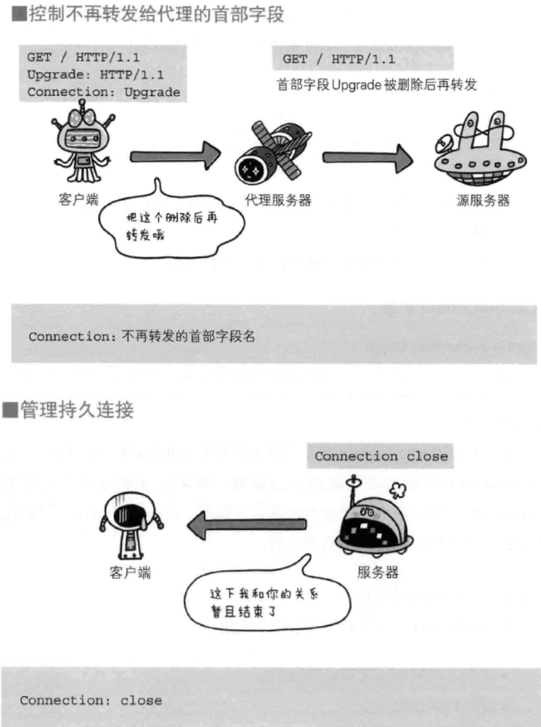 ■控制不再转发给代理的首部字段
GET / HTTP/1.1
Upgrade: HTTP/1.1
Connection: Upgrade
GET / HTTP/1.1
首部字段Upgrade被删除后再转发
客户端
代理服务器
源服务器
把这个删除后再
转发哦
Connection: 不再转发的首部字段名
■管理持久连接
Connection close
客户端
服务器
这下我和你的关系
暂且结束了
Connection: close